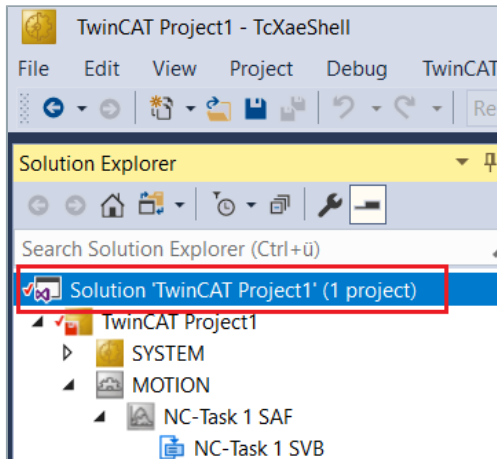 TwinCAT Project1 - TcXaeShell
File Edit View Project Debug TwinCAT
Re
Solution Explorer
Search Solution Explorer (Ctrl+ü)
Solution 'TwinCAT Project1' (1 project)
TwinCAT Project1
SYSTEM
MOTION
NC-Task 1 SAF
NC-Task 1 SVB